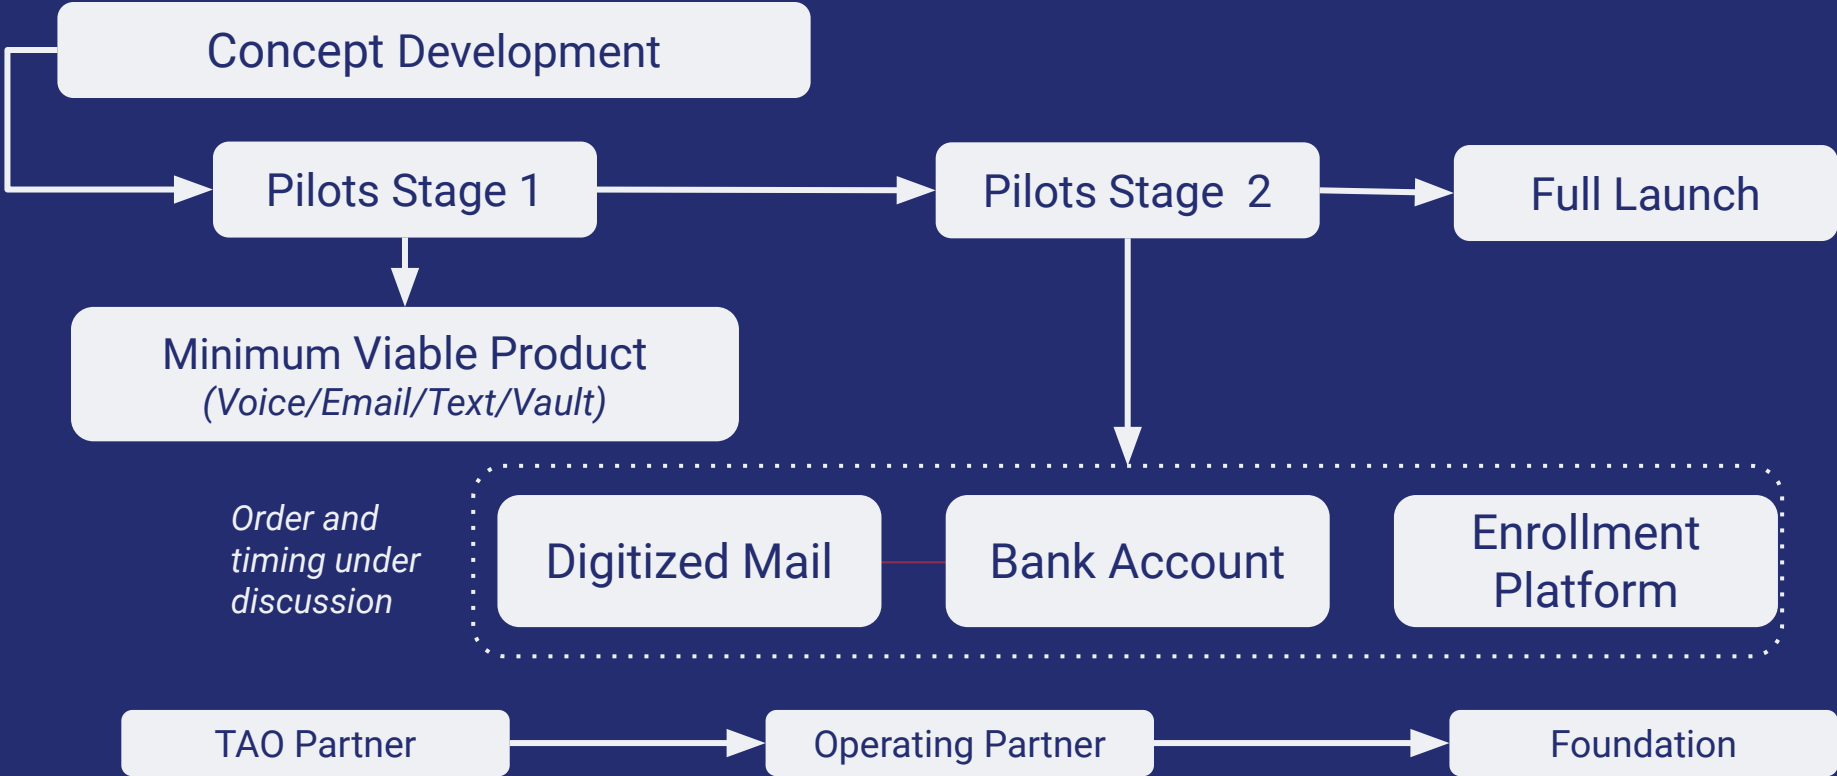 Concept Development
Pilots Stage 1
Pilots Stage 2
Full Launch
Minimum Viable Product
(Voice/Email/Text/Vault)
Order and
timing under
discussion
Digitized Mail
Bank Account
Enrollment
Platform
TAO Partner
Operating Partner
Foundation